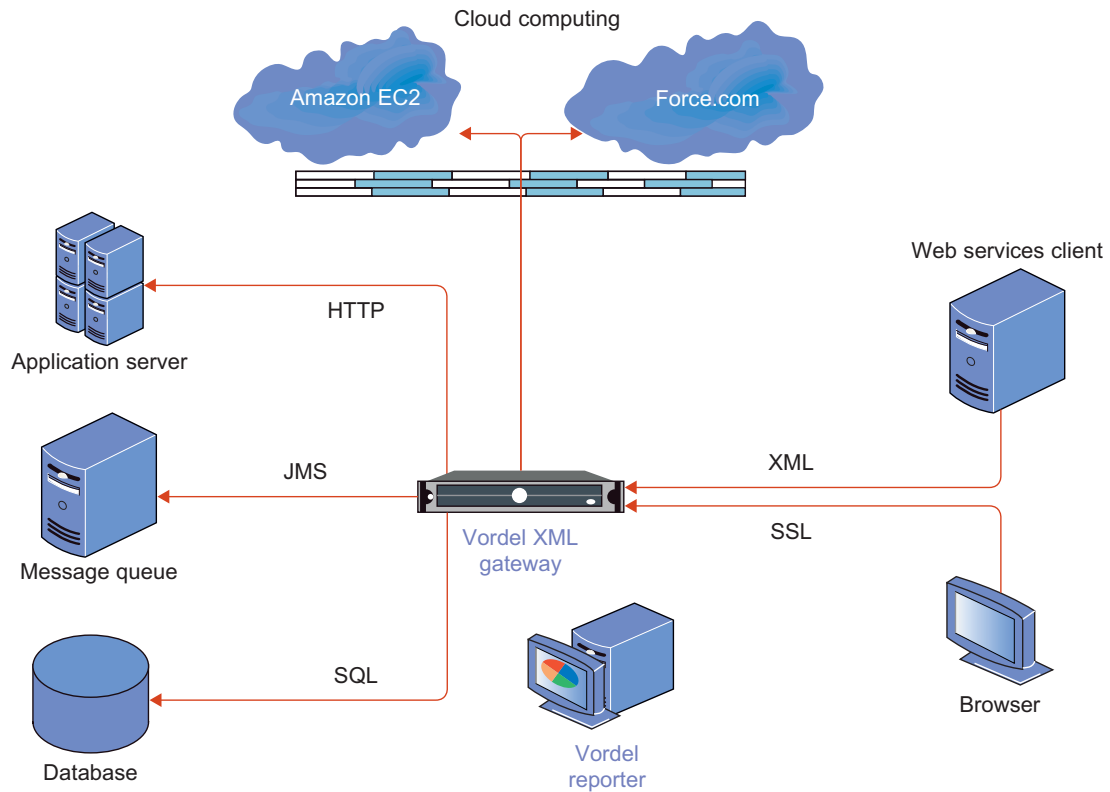 Cloud computing
Amazon EC2
Force.com
Web services client
HTTP
Application server
XML
JMS
SSL
Vordel XML
gateway
Message queue
SQL
Browser
Vordel
reporter
Database